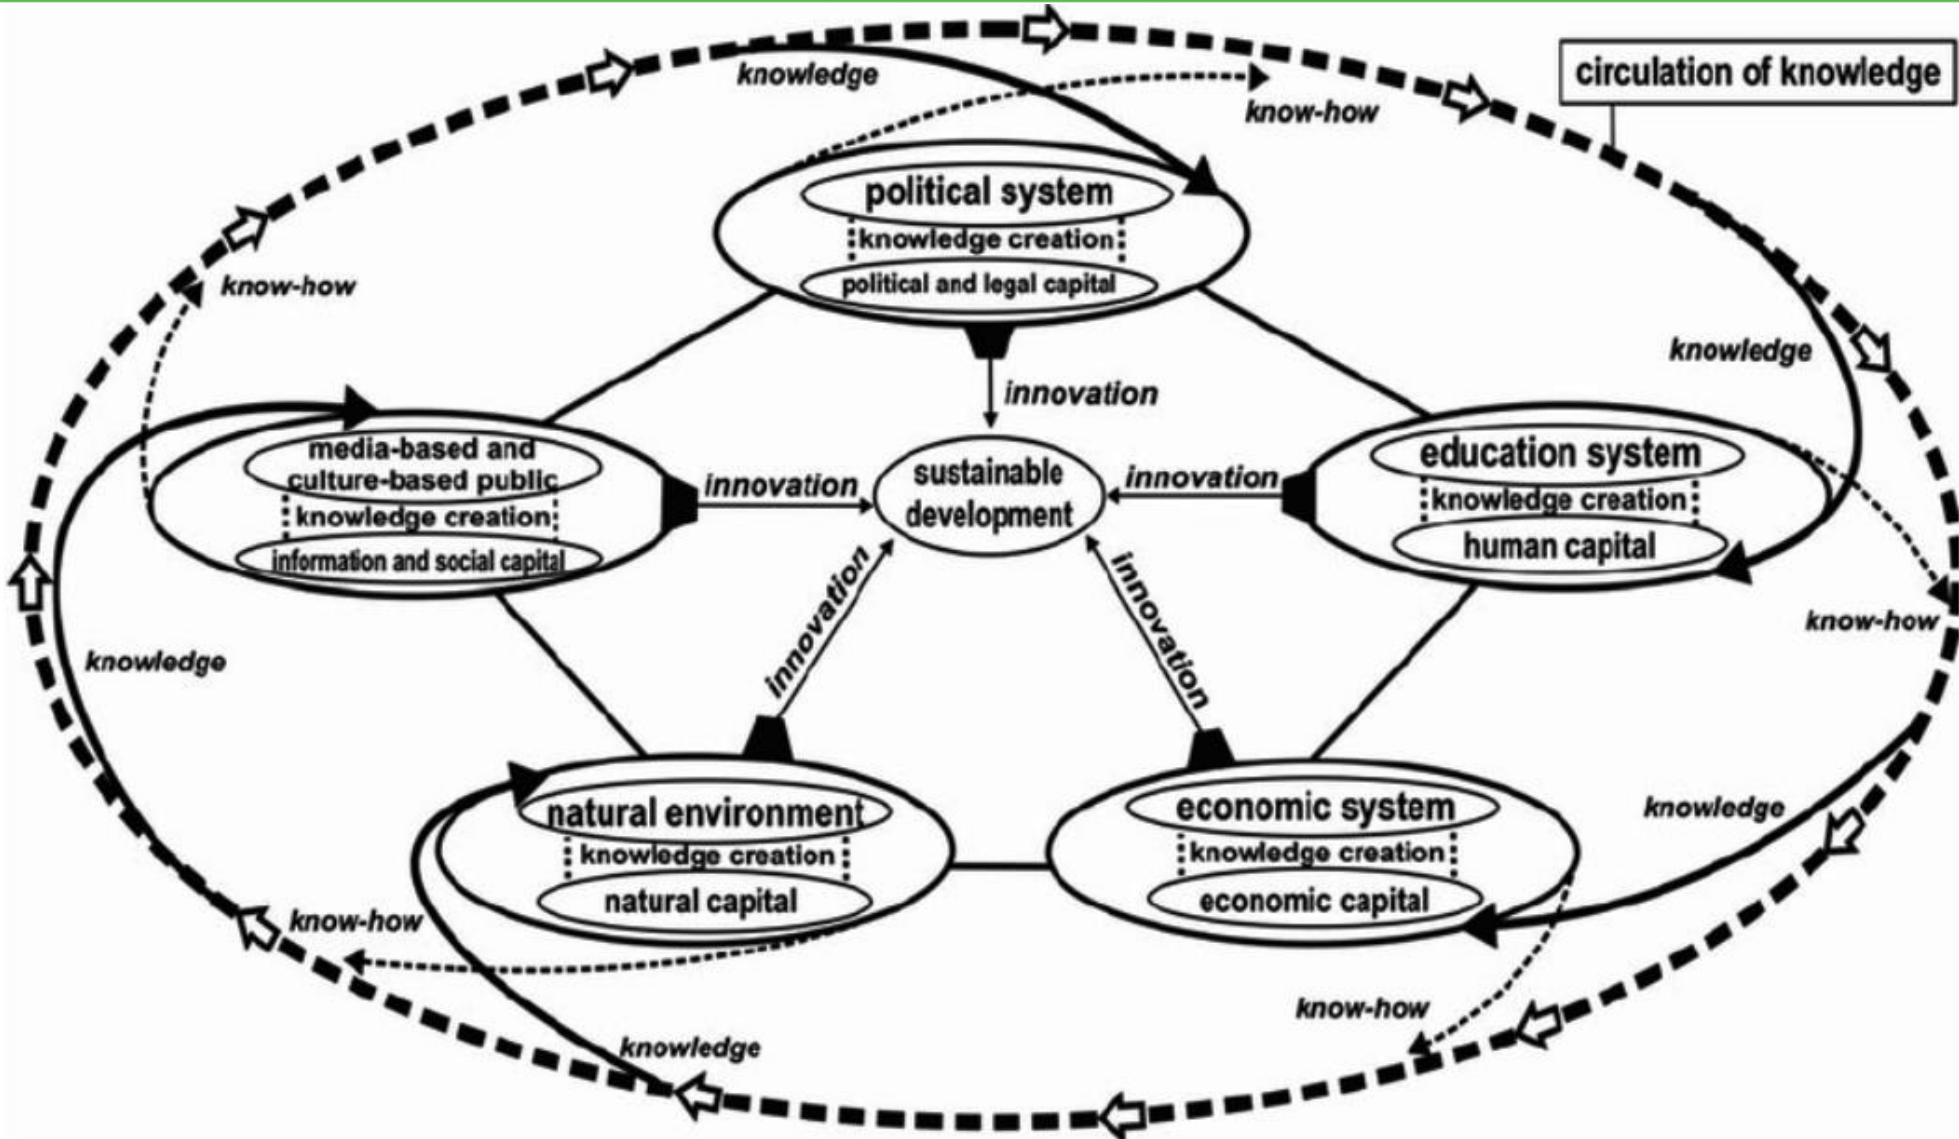 circulation of knowledge
knowledge
know-how
political system
knowledge creation
political and legal capital
know-how
knowledge
innovation
media-based and
culture-based public
knowledge creation
information and social capital
innovation
sustainable
development
innovation
education system
knowledge creation
human capital
know-how
knowledge
innovation
innovation
natural environment
knowledge creation
natural capital
economic system
knowledge creation
economic capital
knowledge
know-how
know-how
knowledge